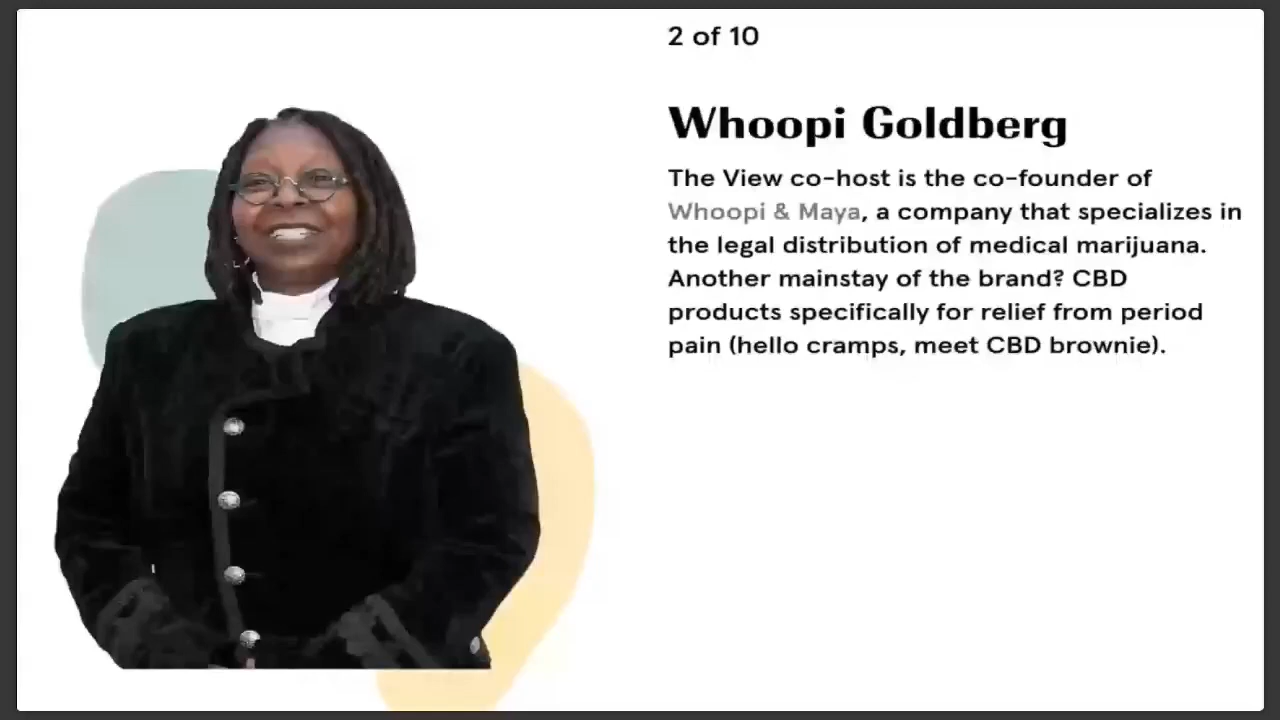 2 of 10
Whoopi Goldberg
The View co-host is the co-founder of
Whoopi & Maya, a company that specializes in
the legal distribution of medical marijuana.
Another mainstay of the brand? CBD
products specifically for relief from period
pain (hello cramps, meet CBD brownie).